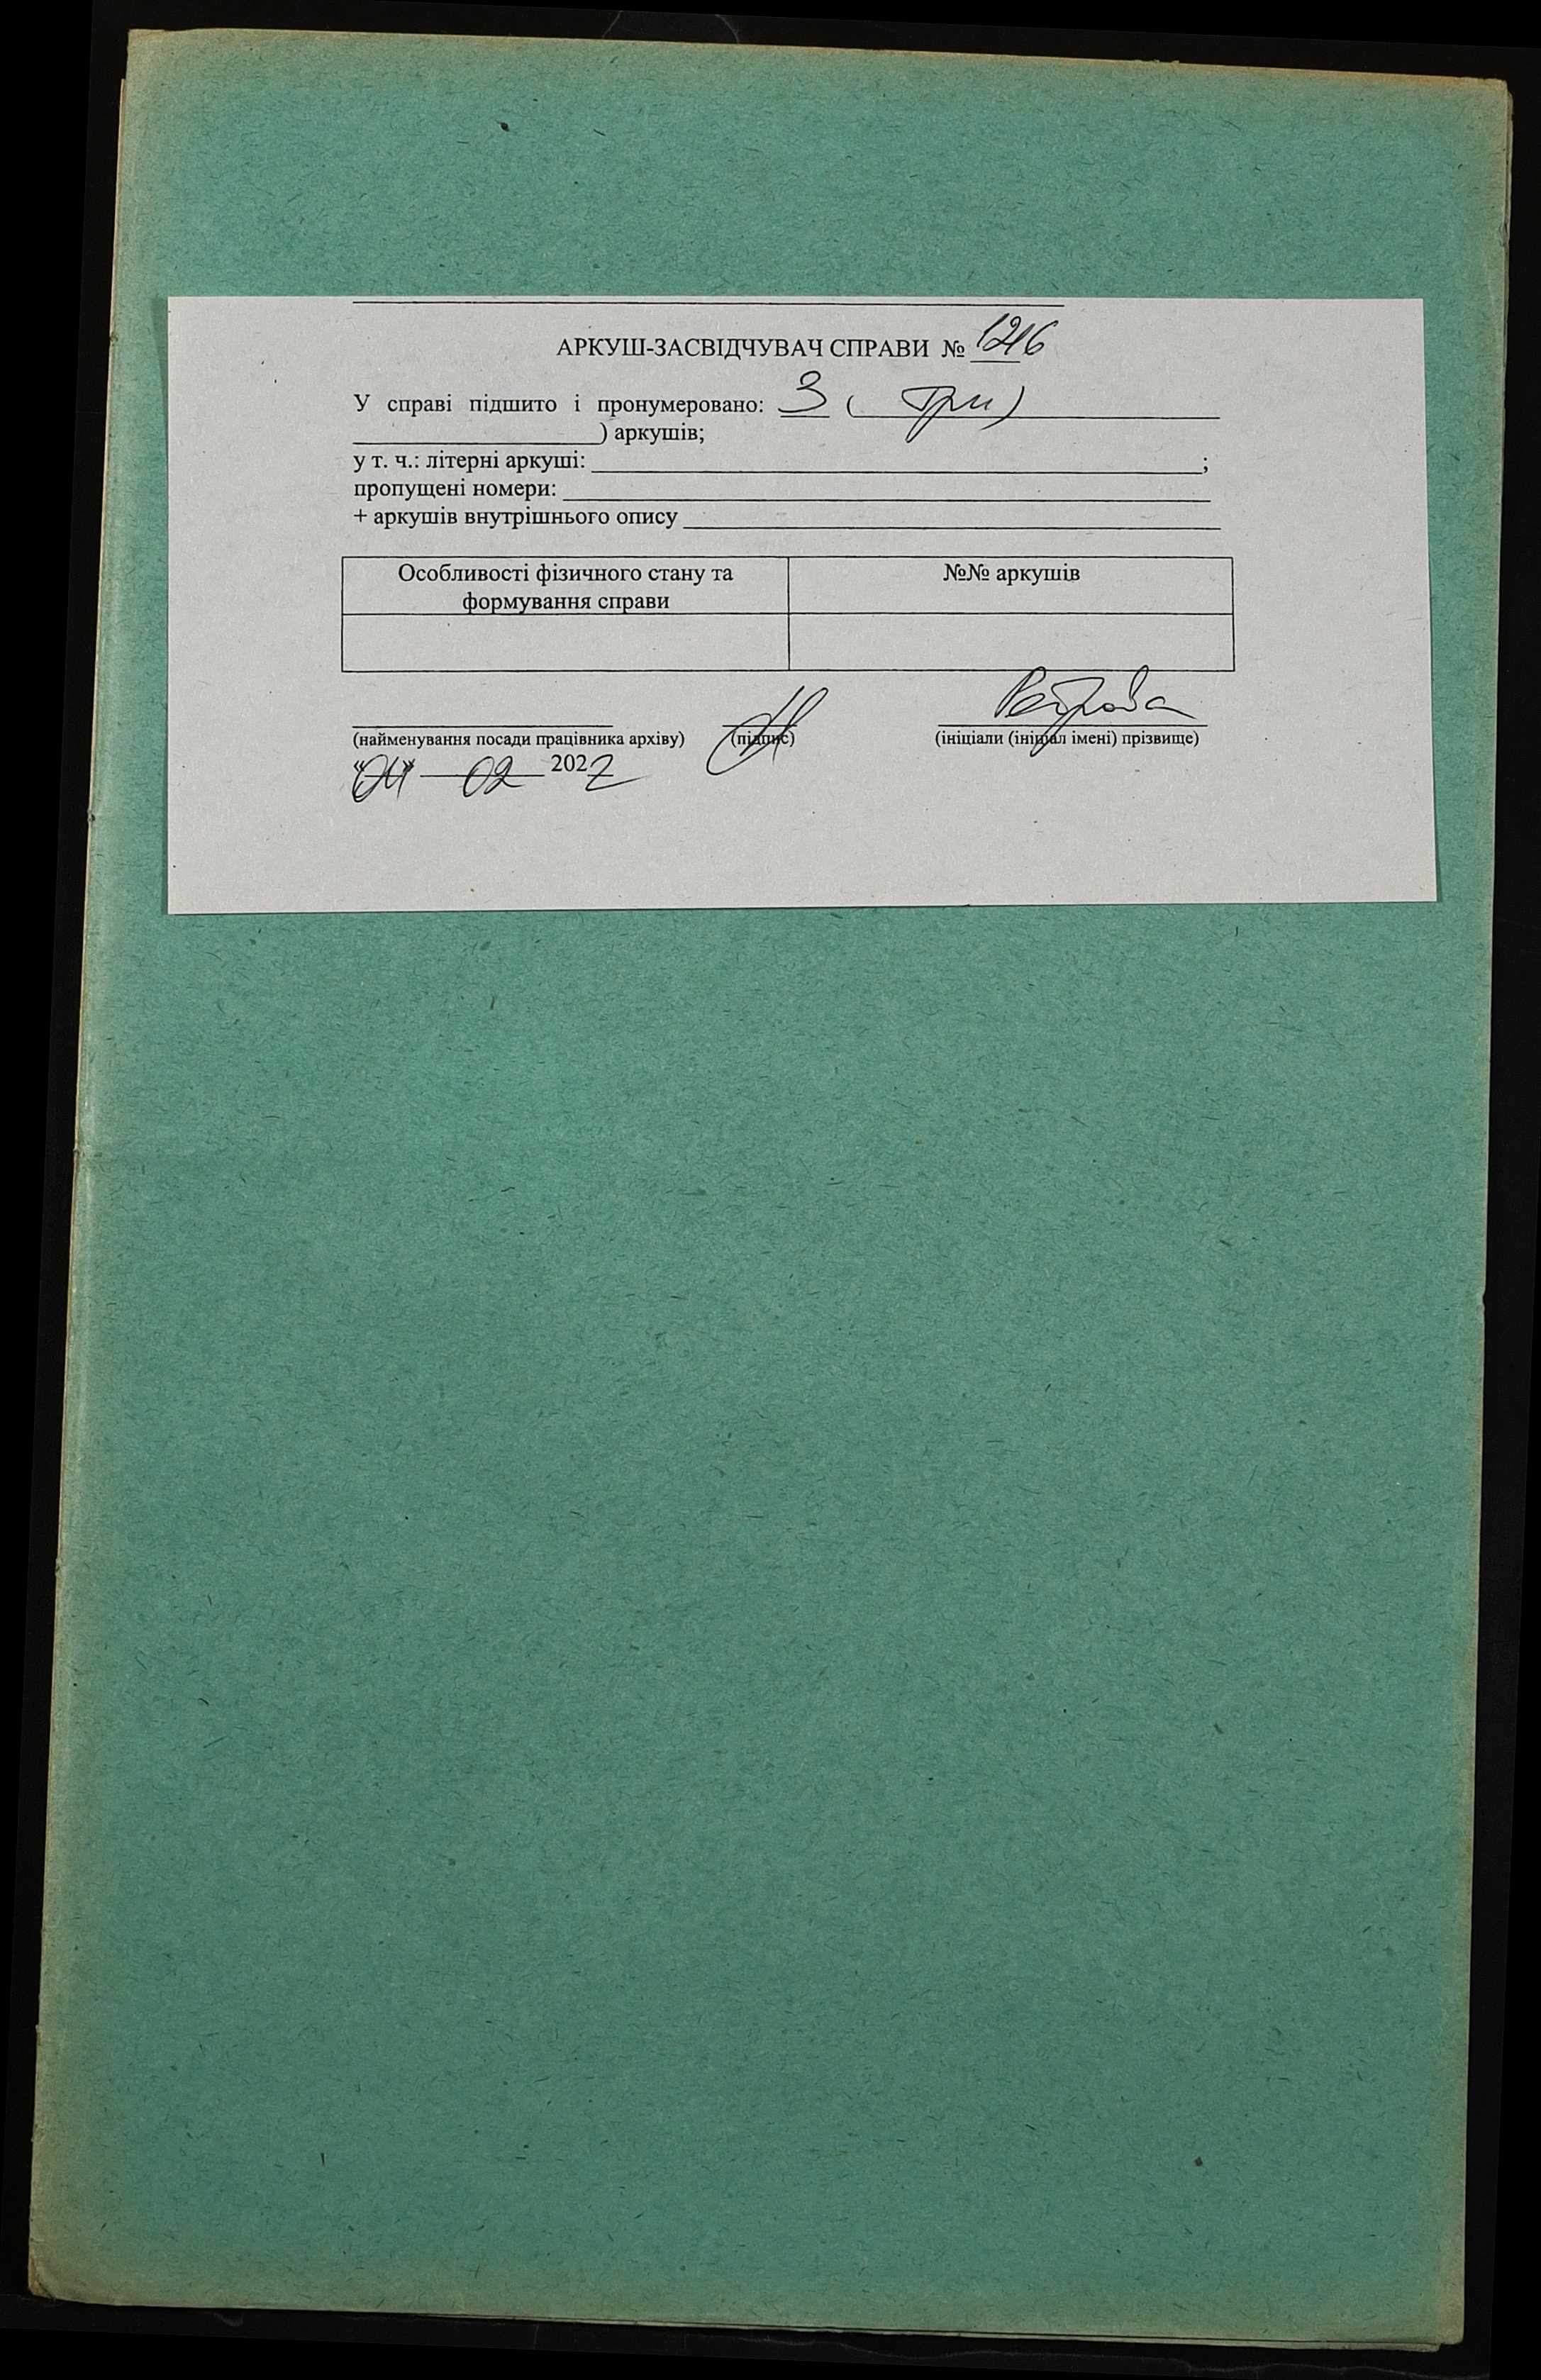 АРКУШ-ЗАСВІДЧУВАЧ СПРАВИ № 1216
У справі підшито і пронумеровано: 3 ( три)
) аркушів;
у т. ч.: літерні аркуші: ;
пропущені номери:
+ аркушів внутрішнього опису
Особливості фізичного стану та формування справи
№№ аркушів
(найменування посади працівника архіву) (підпис) (ініціали (ініціал імені) прізвище)
"04" 02 2022